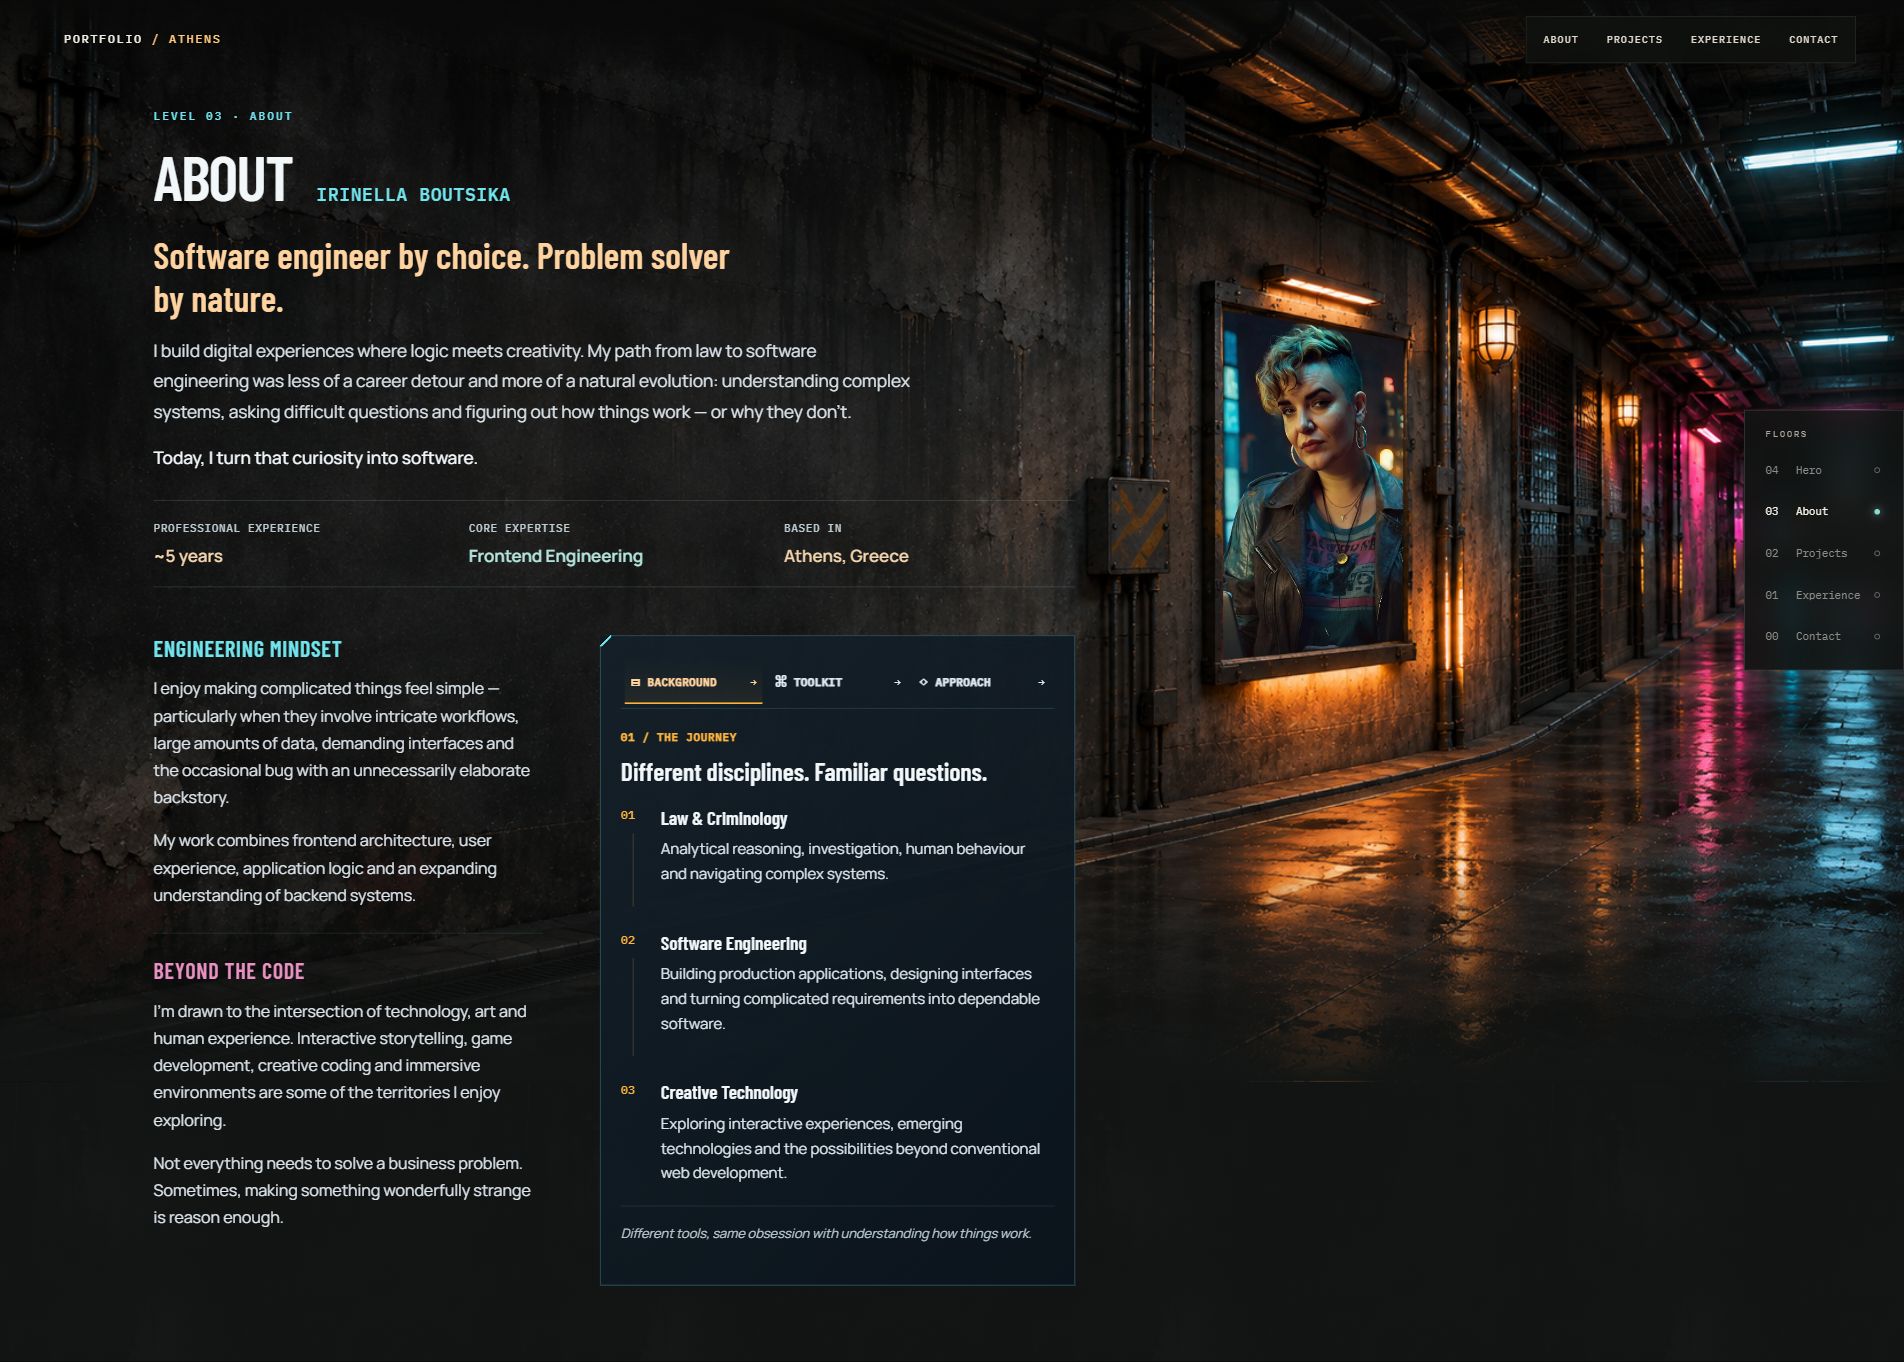 PORTFOLIO / ATHENS
ABOUT PROJECTS EXPERIENCE CONTACT
LEVEL 03 · ABOUT
ABOUT IRINELLA BOUTSIKA
Software engineer by choice. Problem solver
by nature.
I build digital experiences where logic meets creativity. My path from law to software
engineering was less of a career detour and more of a natural evolution: understanding complex
systems, asking difficult questions and figuring out how things work — or why they don't.
Today, I turn that curiosity into software.
PROFESSIONAL EXPERIENCE
~5 years
CORE EXPERTISE
Frontend Engineering
BASED IN
Athens, Greece
ENGINEERING MINDSET
I enjoy making complicated things feel simple —
particularly when they involve intricate workflows,
large amounts of data, demanding interfaces and
the occasional bug with an unnecessarily elaborate
backstory.
My work combines frontend architecture, user
experience, application logic and an expanding
understanding of backend systems.
BEYOND THE CODE
I'm drawn to the intersection of technology, art and
human experience. Interactive storytelling, game
development, creative coding and immersive
environments are some of the territories I enjoy
exploring.
Not everything needs to solve a business problem.
Sometimes, making something wonderfully strange
is reason enough.
BACKGROUND → ⌘ TOOLKIT → APPROACH →
01 / THE JOURNEY
Different disciplines. Familiar questions.
01 Law & Criminology
Analytical reasoning, investigation, human behaviour
and navigating complex systems.
02 Software Engineering
Building production applications, designing interfaces
and turning complicated requirements into dependable
software.
03 Creative Technology
Exploring interactive experiences, emerging
technologies and the possibilities beyond conventional
web development.
Different tools, same obsession with understanding how things work.
FLOORS
04 Hero
03 About
02 Projects
01 Experience
00 Contact